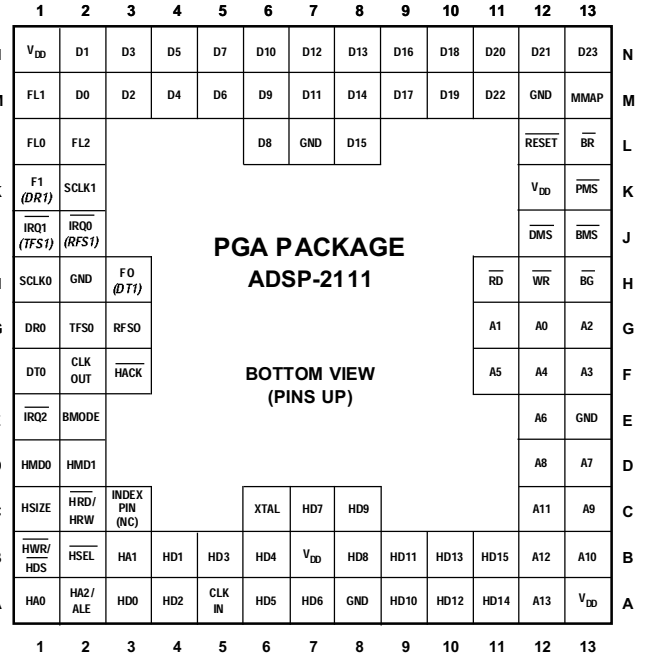 1 2 3 4 5 6 7 8 9 10 11 12 13
VDD D1 D3 D5 D7 D10 D12 D13 D16 D18 D20 D21 D23 N
FL1 D0 D2 D4 D6 D9 D11 D14 D17 D19 D22 GND MMAP M
FL0 FL2 D8 GND D15 RESET BR L
F1 (DR1) SCLK1 VDD PMS K
IRQ1 (TFS1) IRQ0 (RFS1) DMS BMS J
PGA PACKAGE
ADSP-2111
SCLK0 GND FO (DT1) RD WR BG H
DR0 TFS0 RFSO A1 A0 A2 G
DT0 CLK OUT HACK A5 A4 A3 F
BOTTOM VIEW
(PINS UP)
IRQ2 BMODE A6 GND E
HMD0 HMD1 A8 A7 D
HSIZE HRD/ HRW INDEX PIN (NC) XTAL HD7 HD9 A11 A9 C
HWR/ HDS HSEL HA1 HD1 HD3 HD4 VDD HD8 HD11 HD13 HD15 A12 A10 B
HA0 HA2/ ALE HD0 HD2 CLK IN HD5 HD6 GND HD10 HD12 HD14 A13 VDD A
1 2 3 4 5 6 7 8 9 10 11 12 13